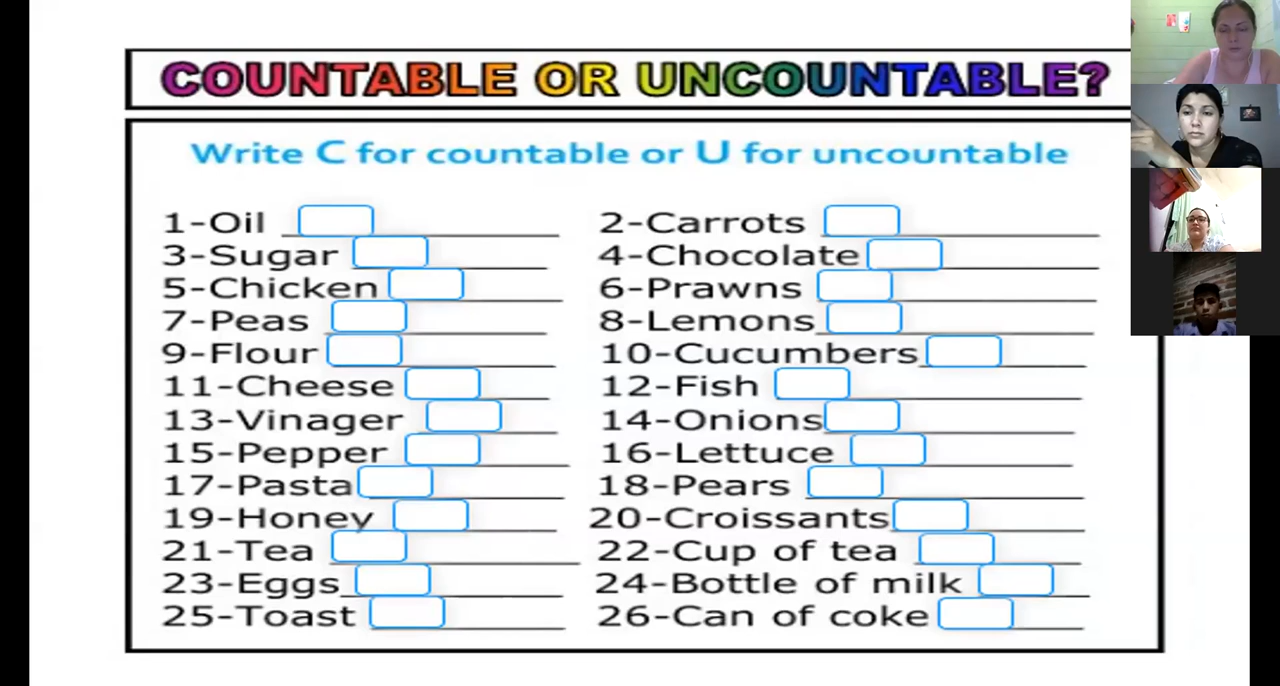 COUNTABLE OR UNCOUNTABLE?
Write C for countable or U for uncountable
1-Oil
2-Carrots
3-Sugar
4-Chocolate
5-Chicken
6-Prawns
7-Peas
8-Lemons
9-Flour
10-Cucumbers
11-Cheese
12-Fish
13-Vinager
14-Onions
15-Pepper
16-Lettuce
17-Pasta
18-Pears
19-Honey
20-Croissants
21-Tea
22-Cup of tea
23-Eggs
24-Bottle of milk
25-Toast
26-Can of coke